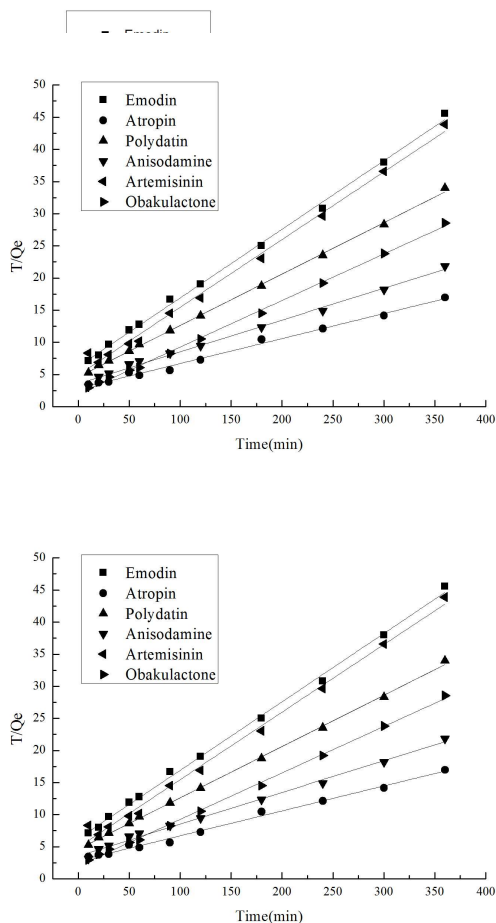 Emodin
50
45
Emodin
40
Atropin
Polydatin
35
Anisodamine
30
Artemisinin
Obakulactone
25
T/Qe
20
15
10
5
0
0 50 100 150 200 250 300 350 400
Time(min)
50
45
Emodin
40
Atropin
Polydatin
35
Anisodamine
30
Artemisinin
Obakulactone
25
T/Qe
20
15
10
5
0
0 50 100 150 200 250 300 350 400
Time(min)